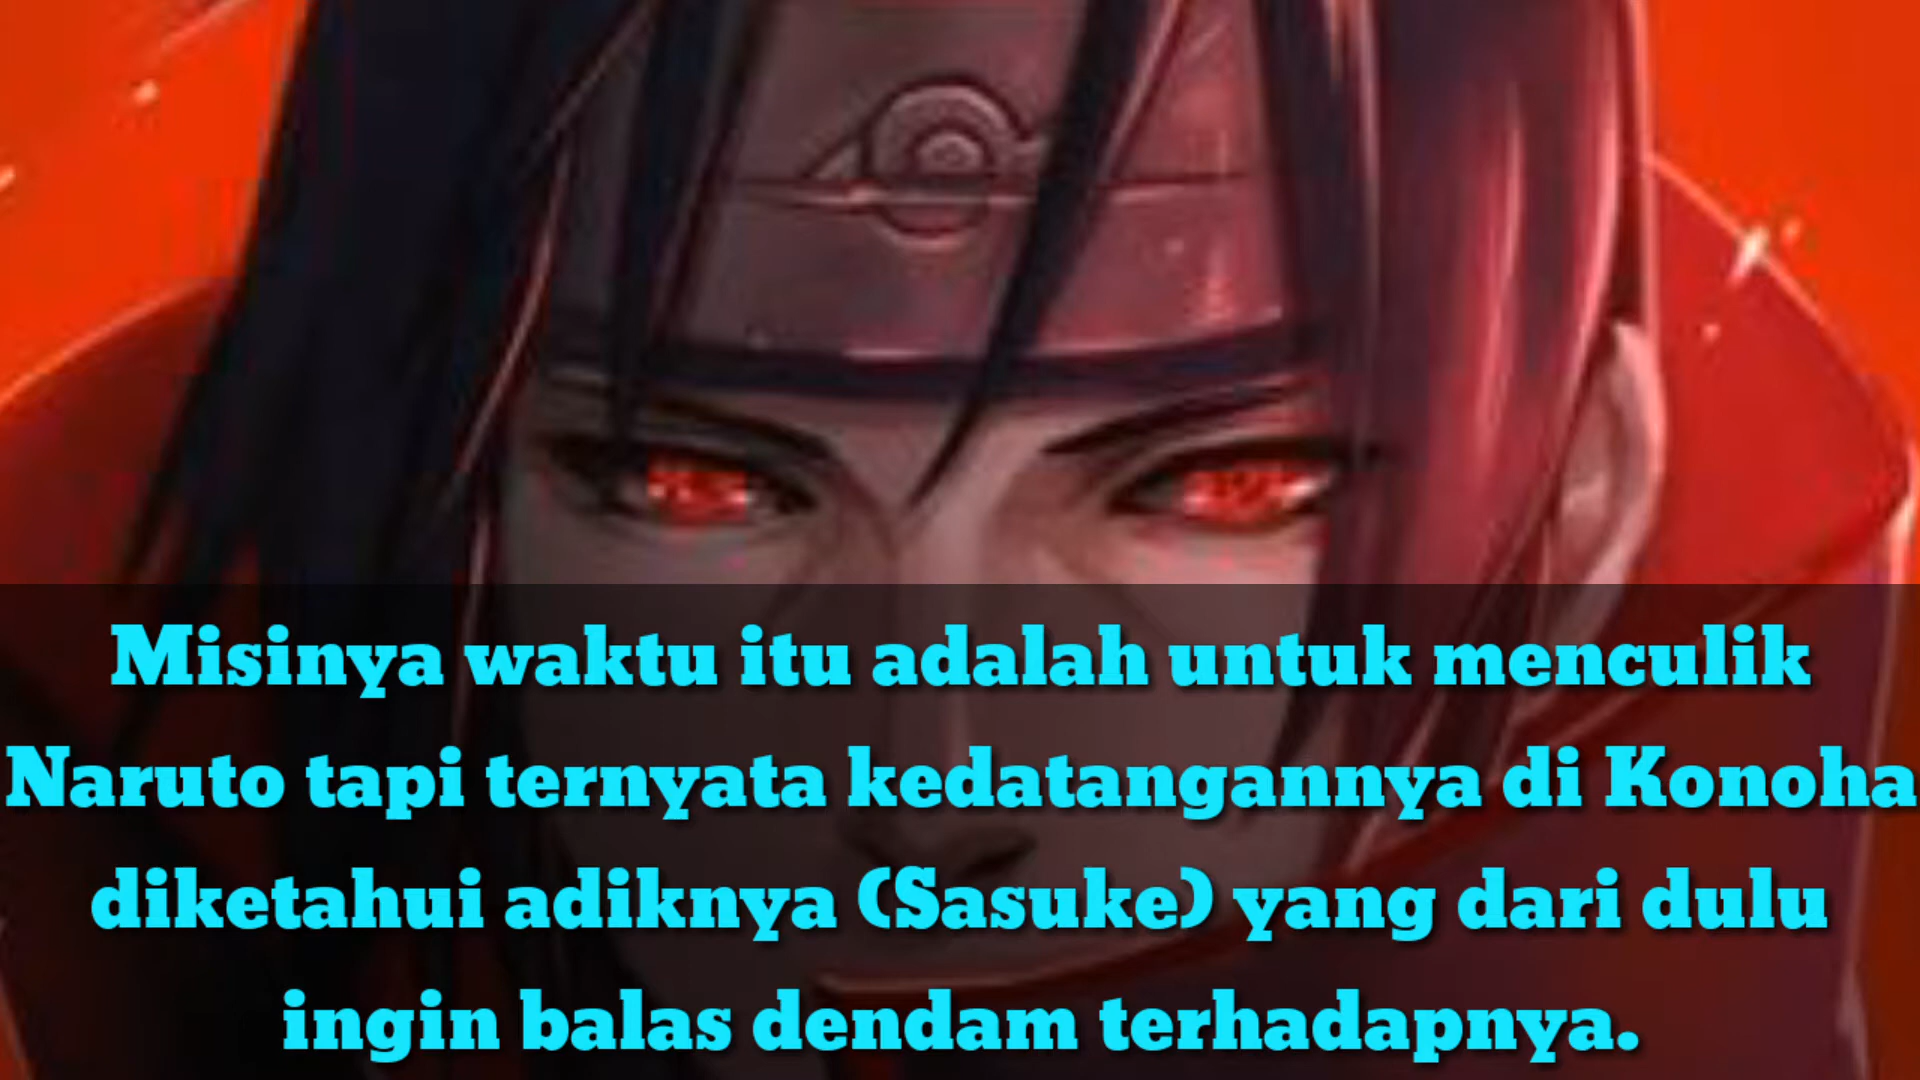 Misinya waktu itu adalah untuk menculik
Naruto tapi ternyata kedatangannya di Konoha
diketahui adiknya (Sasuke) yang dari dulu
ingin balas dendam terhadapnya.